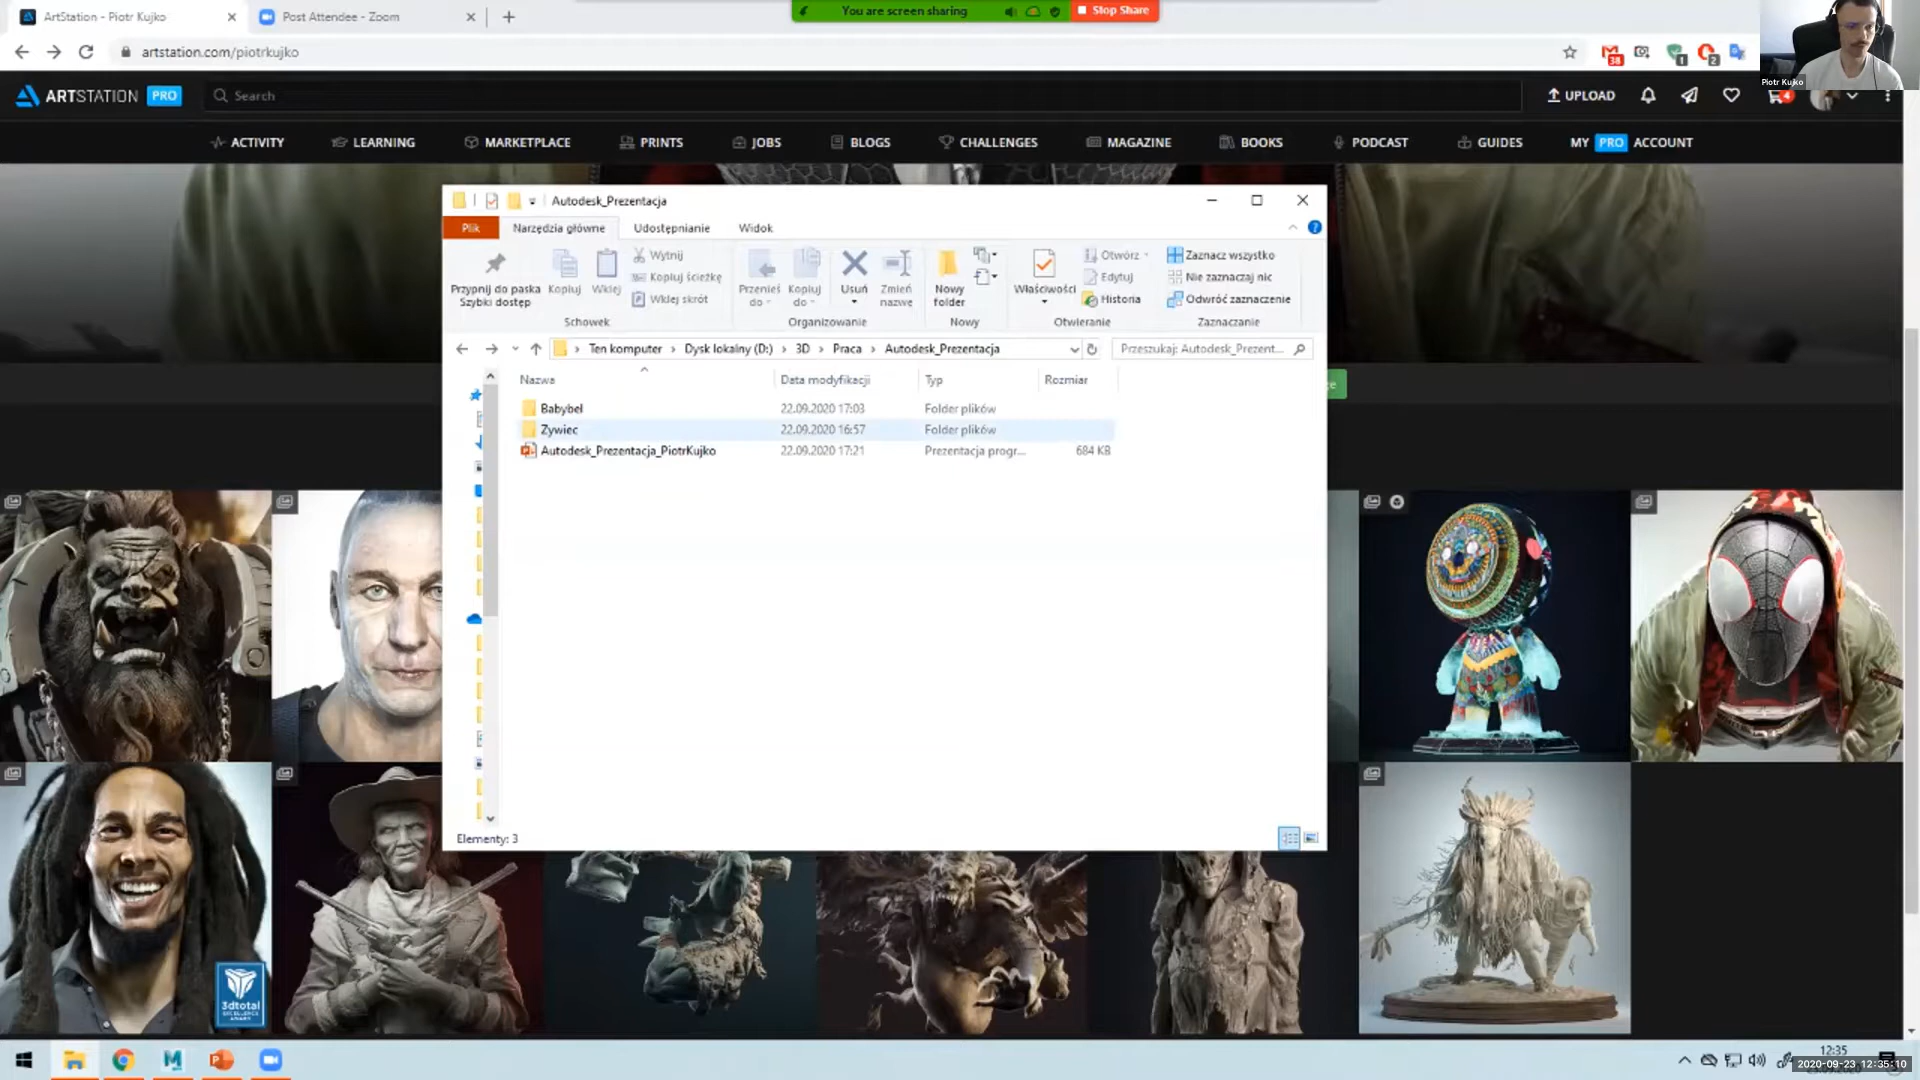 ArtStation - Piotr Kujko
Post Attendee - Zoom
You are screen sharing
Stop Share
artstation.com/piotrkujko
38
1
2
Piotr Kujko
ARTSTATION PRO
Search
UPLOAD
4
ACTIVITY
LEARNING
MARKETPLACE
PRINTS
JOBS
BLOGS
CHALLENGES
MAGAZINE
BOOKS
PODCAST
GUIDES
MY PRO ACCOUNT
Autodesk_Prezentacja
Plik
Narzędzia główne
Udostępnianie
Widok
Przypnij do paska
Szybki dostęp
Kopiuj
Wklej
Wytnij
Kopiuj ścieżkę
Wklej skrót
Schowek
Przenieś
do
Kopiuj
do
Usuń
Zmień
nazwę
Organizowanie
Nowy
folder
Nowy
Właściwości
Otwórz
Edytuj
Historia
Otwieranie
Zaznacz wszystko
Nie zaznaczaj nic
Odwróć zaznaczenie
Zaznaczanie
Ten komputer
Dysk lokalny (D:)
3D
Praca
Autodesk_Prezentacja
Przeszukaj: Autodesk_Prezent...
Nazwa
Data modyfikacji
Typ
Rozmiar
Babybel
22.09.2020 17:03
Folder plików
Zywiec
22.09.2020 16:57
Folder plików
Autodesk_Prezentacja_PiotrKujko
22.09.2020 17:21
Prezentacja progr...
684 KB
Elementy: 3
3dtotal
EXCELLENCE
AWARD
12:35
2020-09-23 12:35:10